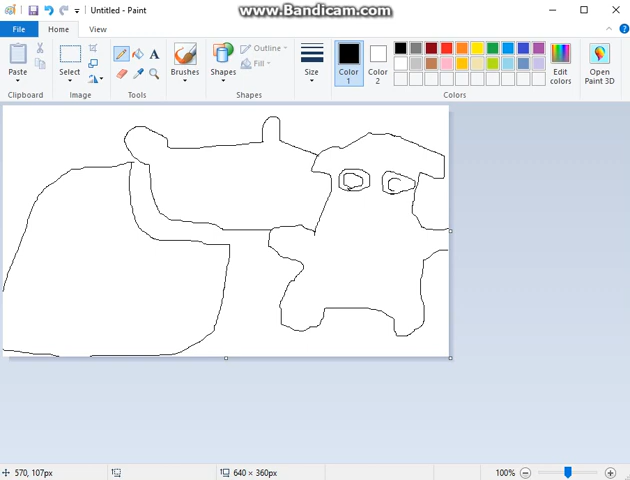 www.Bandicam.com
Untitled - Paint
File Home View
Paste
Select
Brushes
Shapes
Outline
Fill
Size
Color 1
Color 2
Edit colors
Open Paint 3D
Clipboard Image Tools Shapes Colors
570, 107px 640 × 360px 100%